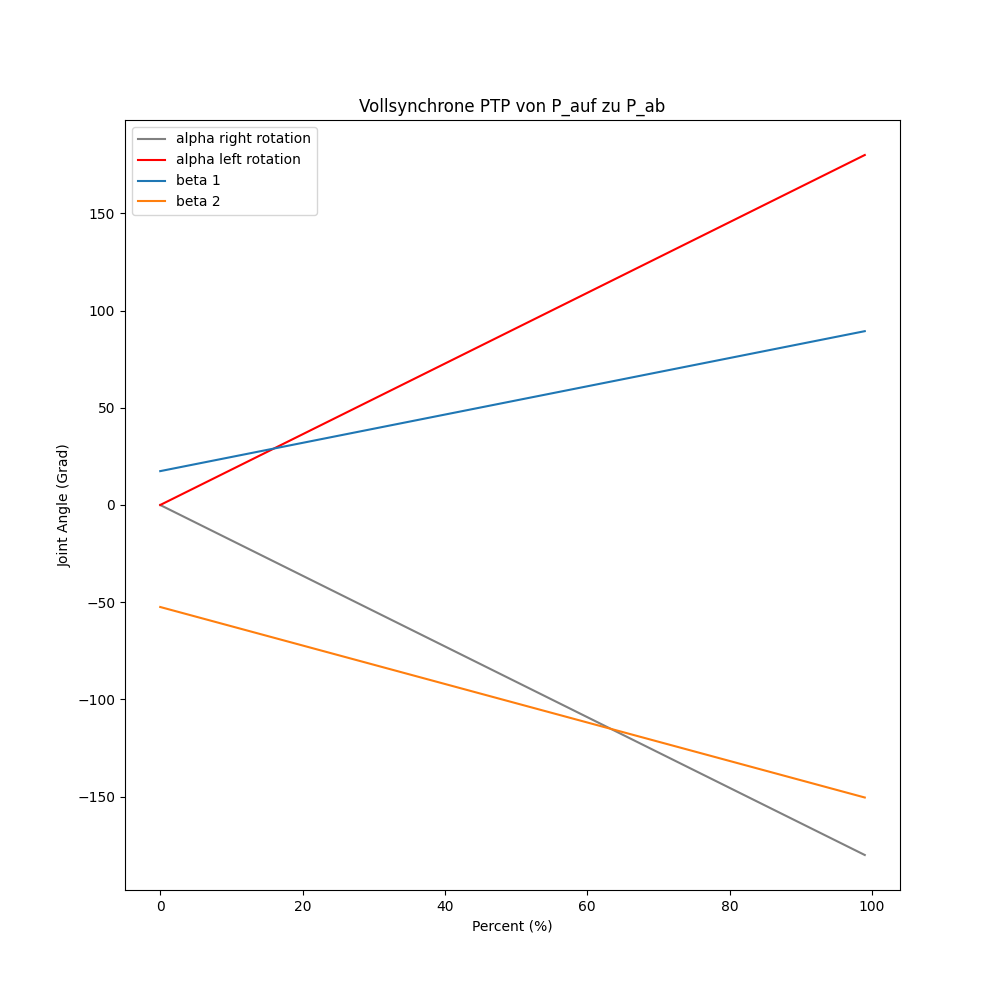 Vollsynchrone PTP von P_auf zu P_ab
alpha right rotation
alpha left rotation
beta 1
beta 2
150
100
50
0
−50
−100
−150
Joint Angle (Grad)
0 20 40 60 80 100
Percent (%)